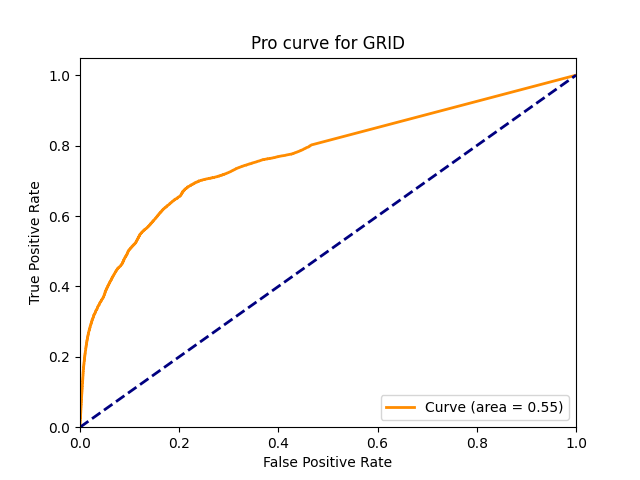 Pro curve for GRID
True Positive Rate
1.0
0.8
0.6
0.4
0.2
0.0
0.0 0.2 0.4 0.6 0.8 1.0
False Positive Rate
Curve (area = 0.55)